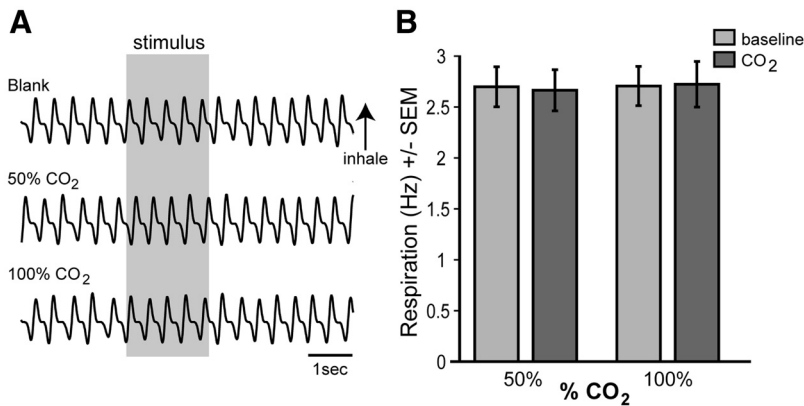 A
stimulus
Blank
inhale
50% CO2
100% CO2
1sec
B
baseline
CO2
Respiration (Hz) +/- SEM
3
2.5
2
1.5
1
0.5
0
50%
100%
% CO2